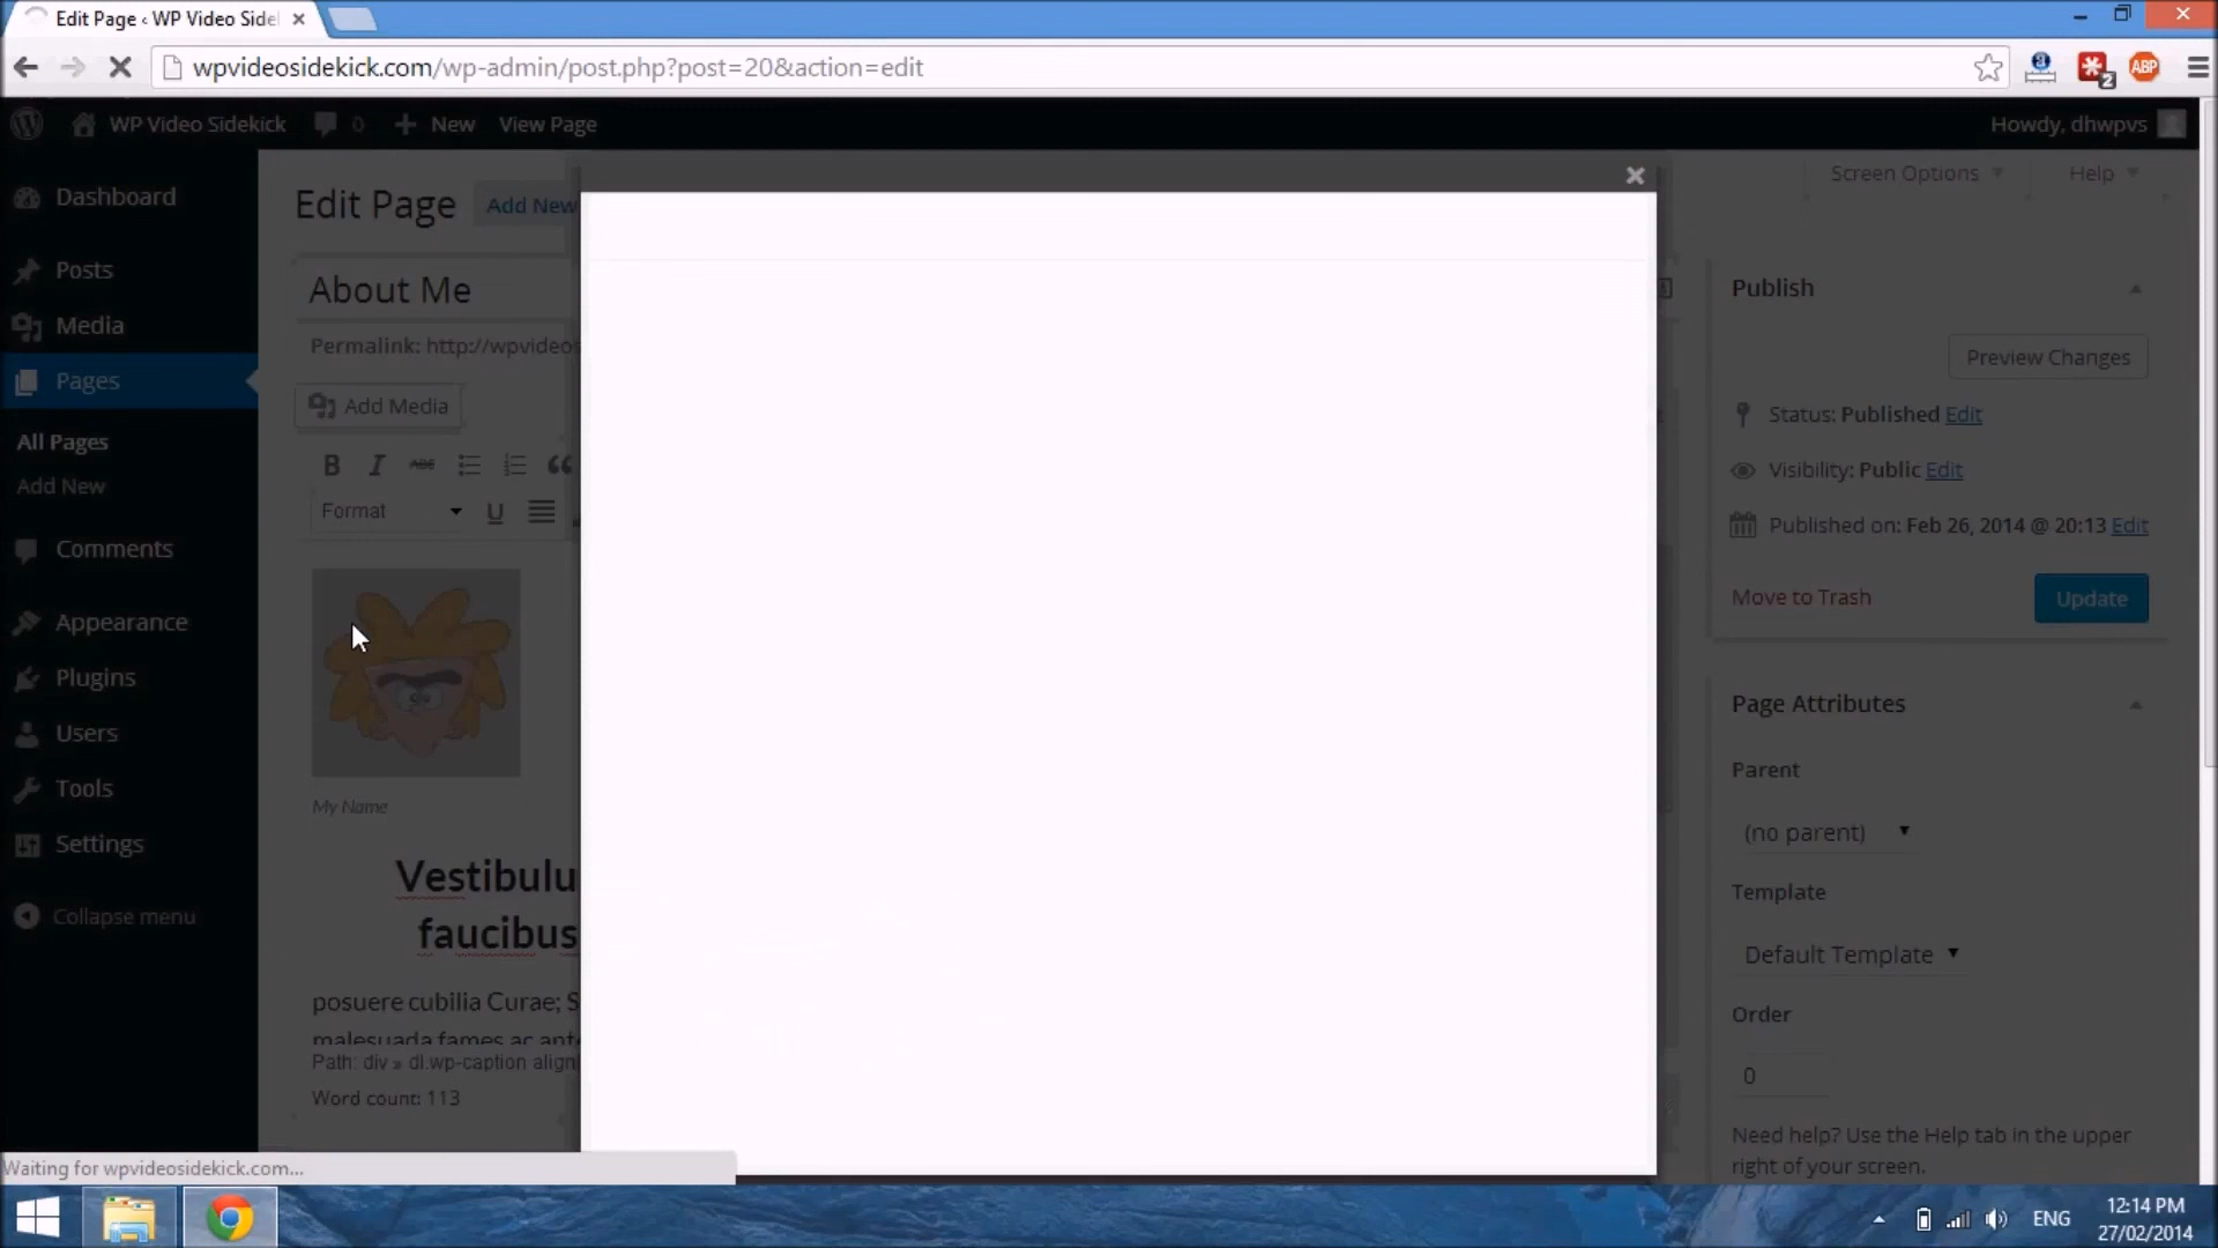 Edit Page ‹ WP Video Side
wpvideosidekick.com/wp-admin/post.php?post=20&action=edit
2
ABP
WP Video Sidekick
0
New
View Page
Howdy, dhwpvs
Screen Options
Help
Dashboard
Posts
Media
Pages
All Pages
Add New
Comments
Appearance
Plugins
Users
Tools
Settings
Collapse menu
Edit Page
Add New
About Me
Permalink: http://wpvideos
Add Media
B
I
ABC
Format
U
My Name
Vestibulu
faucibus
posuere cubilia Curae; S
malesuada fames ac ante
Path: div » dl.wp-caption align
Word count: 113
Publish
Preview Changes
Status: Published Edit
Visibility: Public Edit
Published on: Feb 26, 2014 @ 20:13 Edit
Move to Trash
Update
Page Attributes
Parent
(no parent)
Template
Default Template
Order
0
Need help? Use the Help tab in the upper
right of your screen.
Waiting for wpvideosidekick.com...
ENG
12:14 PM
27/02/2014